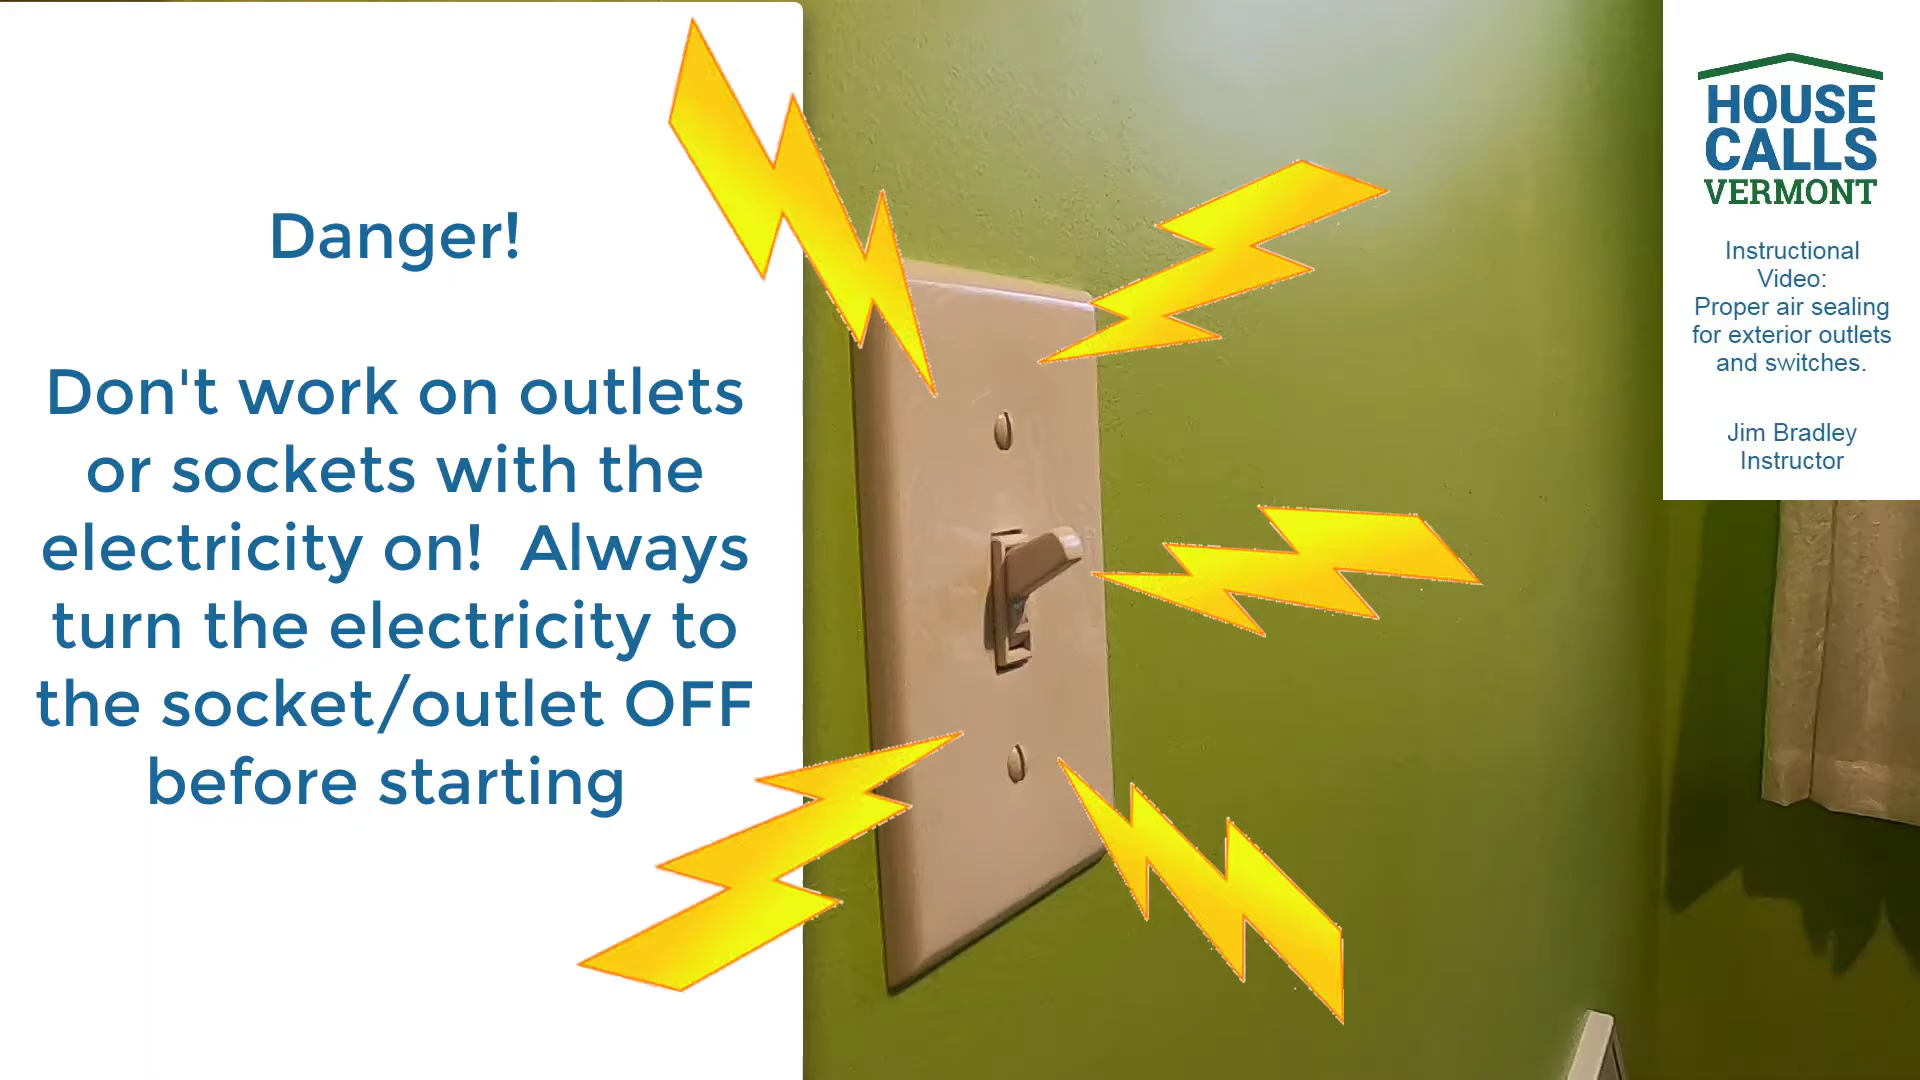 Danger!
Don't work on outlets
or sockets with the
electricity on!  Always
turn the electricity to
the socket/outlet OFF
before starting
HOUSE
CALLS
VERMONT
Instructional
Video:
Proper air sealing
for exterior outlets
and switches.
Jim Bradley
Instructor